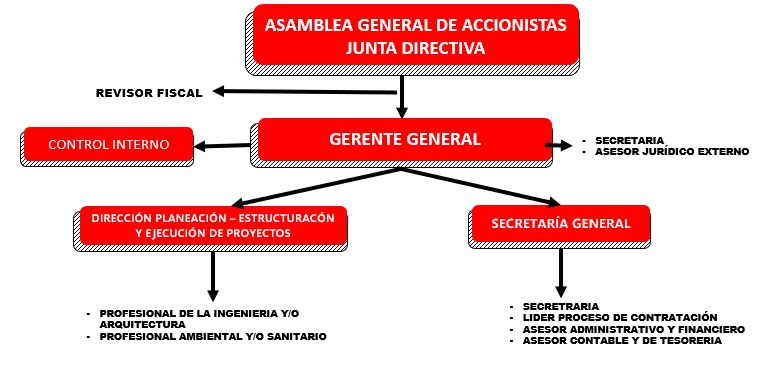 ASAMBLEA GENERAL DE ACCIONISTAS
JUNTA DIRECTIVA
REVISOR FISCAL
CONTROL INTERNO
GERENTE GENERAL
- SECRETARIA
- ASESOR JURÍDICO EXTERNO
DIRECCIÓN PLANEACIÓN – ESTRUCTURACÓN
Y EJECUCIÓN DE PROYECTOS
SECRETARÍA GENERAL
- PROFESIONAL DE LA INGENIERIA Y/O
ARQUITECTURA
- PROFESIONAL AMBIENTAL Y/O SANITARIO
- SECRETRARIA
- LIDER PROCESO DE CONTRATACIÓN
- ASESOR ADMINISTRATIVO Y FINANCIERO
- ASESOR CONTABLE Y DE TESORERIA